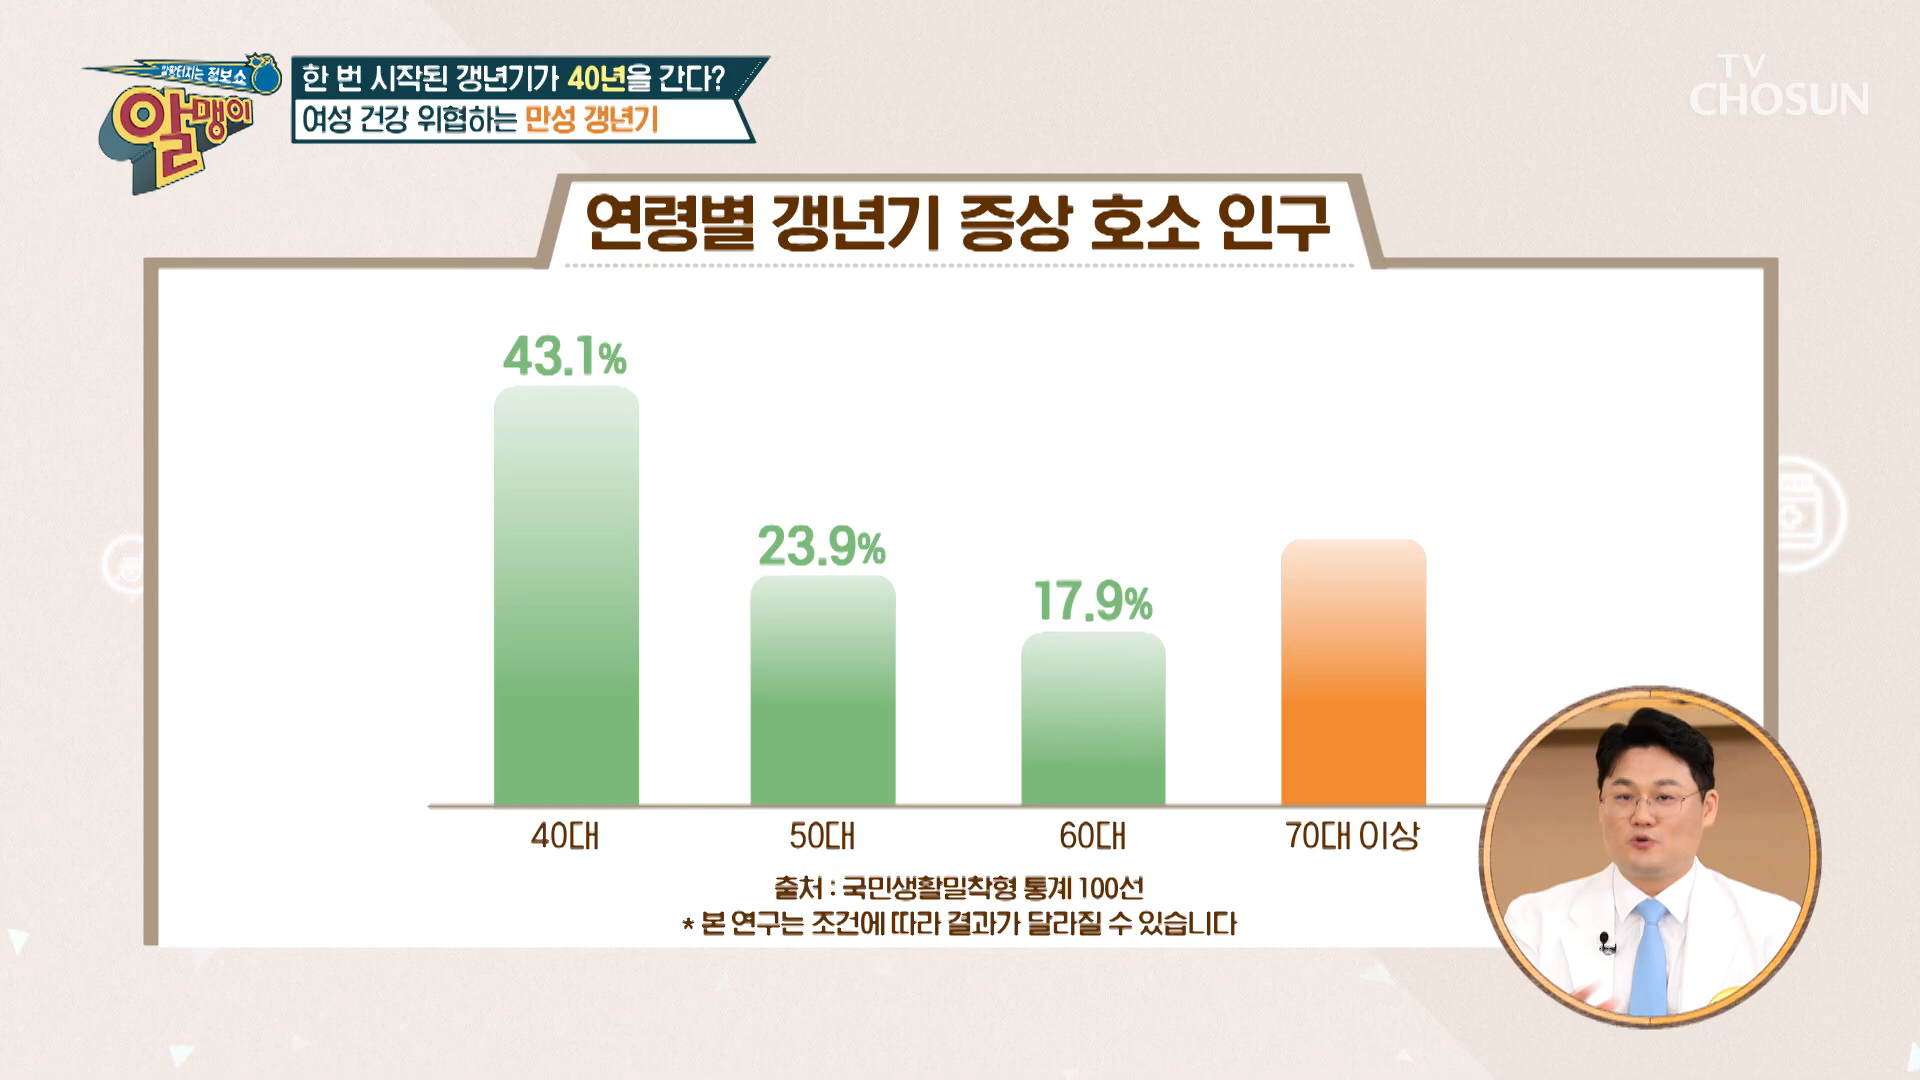 알팍터지는 정보쇼
알맹이
한 번 시작된 갱년기가 40년을 간다?
여성 건강 위협하는 만성 갱년기
TV
CHOSUN
연령별 갱년기 증상 호소 인구
43.1%
23.9%
17.9%
40대
50대
60대
70대 이상
출처 : 국민생활밀착형 통계 100선
* 본 연구는 조건에 따라 결과가 달라질 수 있습니다